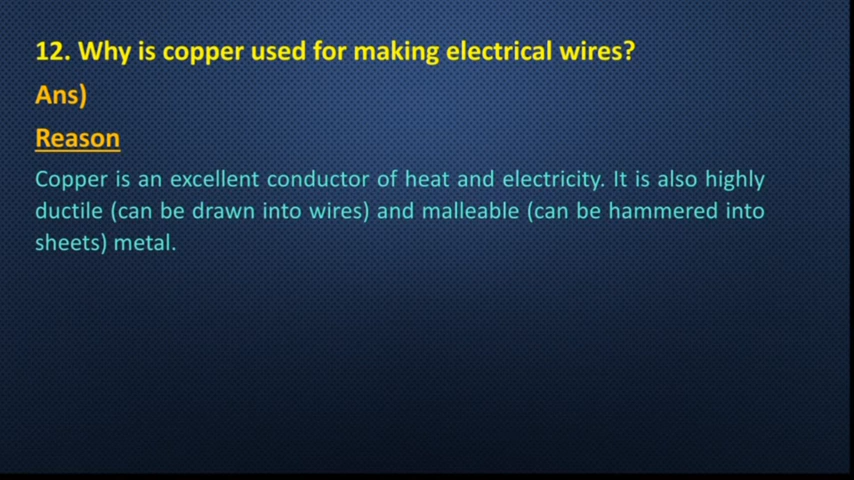 12. Why is copper used for making electrical wires?
Ans)
Reason
Copper is an excellent conductor of heat and electricity. It is also highly
ductile (can be drawn into wires) and malleable (can be hammered into
sheets) metal.